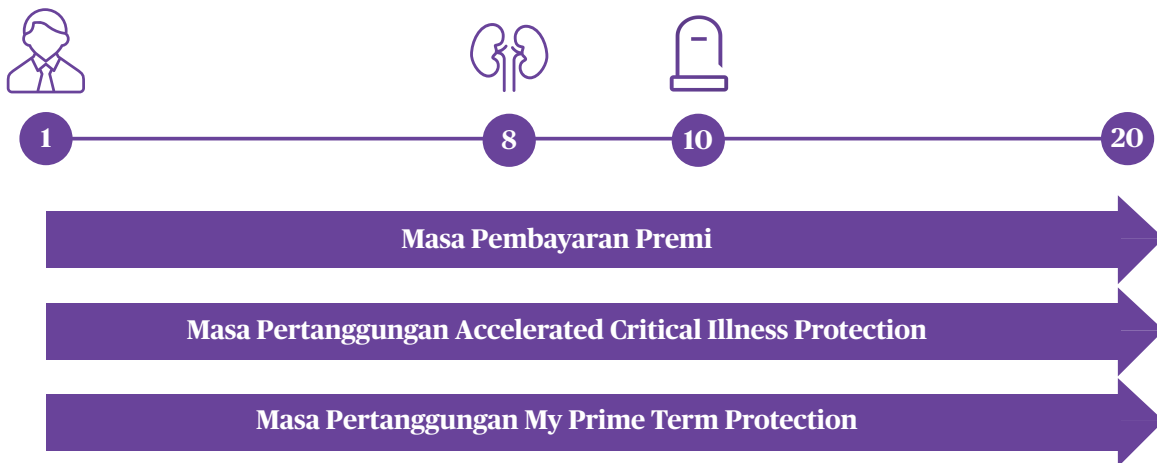 1
8
10
20
Masa Pembayaran Premi
Masa Pertanggungan Accelerated Critical Illness Protection
Masa Pertanggungan My Prime Term Protection